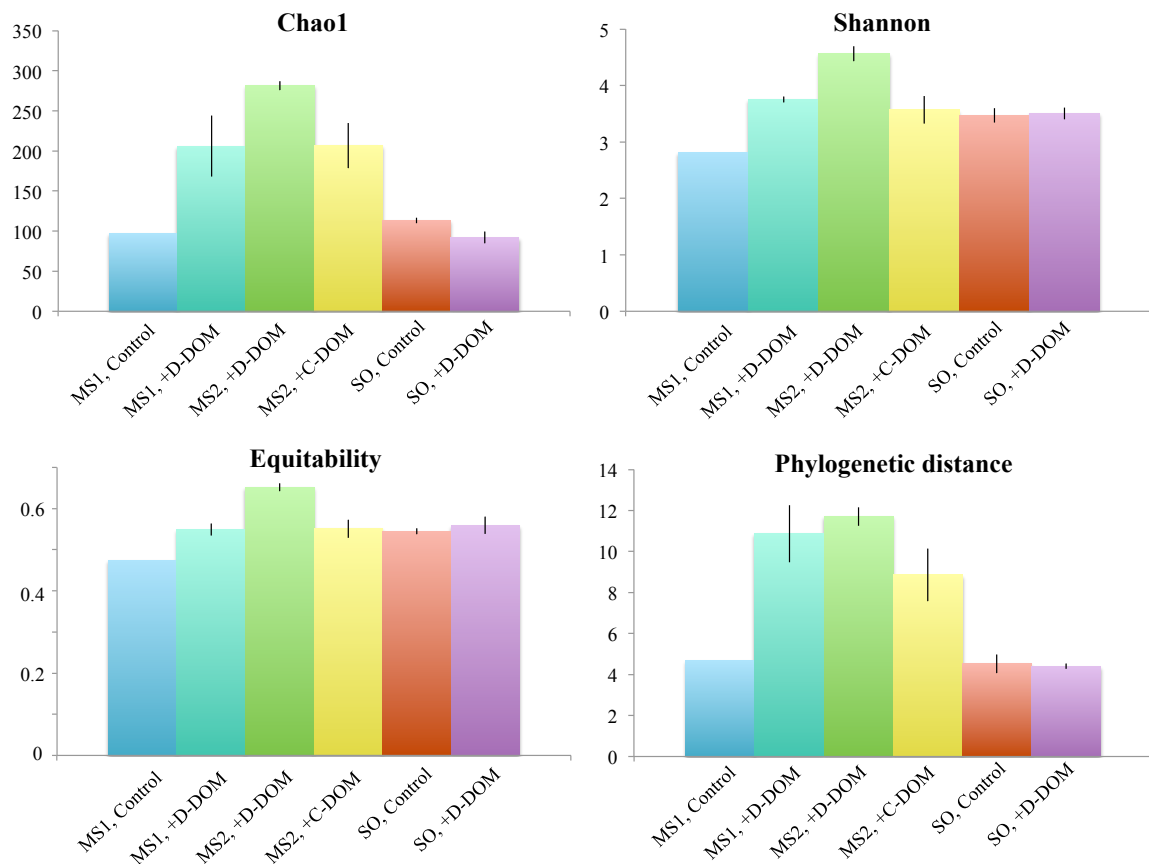 Chao1
350
300
250
200
150
100
50
0
MS1, Control
MS1, +D-DOM
MS2, +D-DOM
MS2, +C-DOM
SO, Control
SO, +D-DOM
Shannon
5
4
3
2
1
0
MS1, Control
MS1, +D-DOM
MS2, +D-DOM
MS2, +C-DOM
SO, Control
SO, +D-DOM
Equitability
0.6
0.4
0.2
0
MS1, Control
MS1, +D-DOM
MS2, +D-DOM
MS2, +C-DOM
SO, Control
SO, +D-DOM
Phylogenetic distance
14
12
10
8
6
4
2
0
MS1, Control
MS1, +D-DOM
MS2, +D-DOM
MS2, +C-DOM
SO, Control
SO, +D-DOM